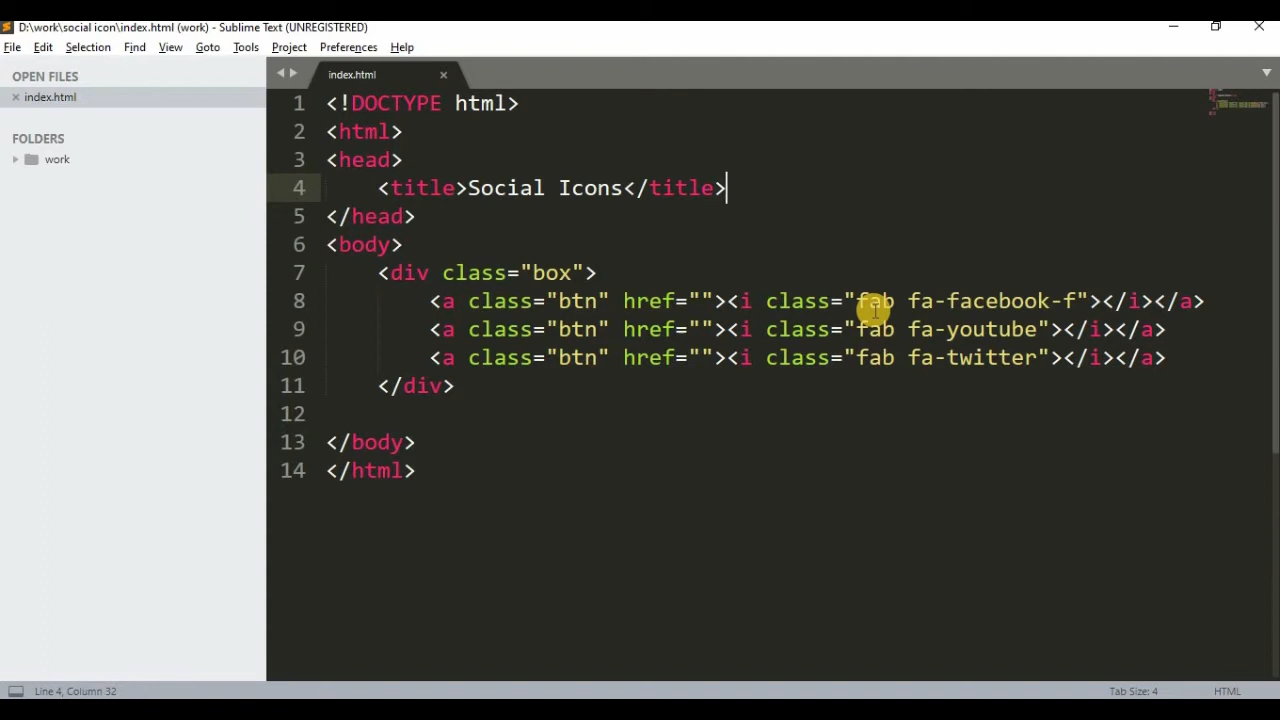 D:\work\social icon\index.html (work) - Sublime Text (UNREGISTERED)
File Edit Selection Find View Goto Tools Project Preferences Help
OPEN FILES
index.html
FOLDERS
work
index.html
1 <!DOCTYPE html>
2 <html>
3 <head>
4 <title>Social Icons</title>
5 </head>
6 <body>
7 <div class="box">
8 <a class="btn" href=""><i class="fab fa-facebook-f"></i></a>
9 <a class="btn" href=""><i class="fab fa-youtube"></i></a>
10 <a class="btn" href=""><i class="fab fa-twitter"></i></a>
11 </div>
12
13 </body>
14 </html>
Line 4, Column 32
Tab Size: 4
HTML